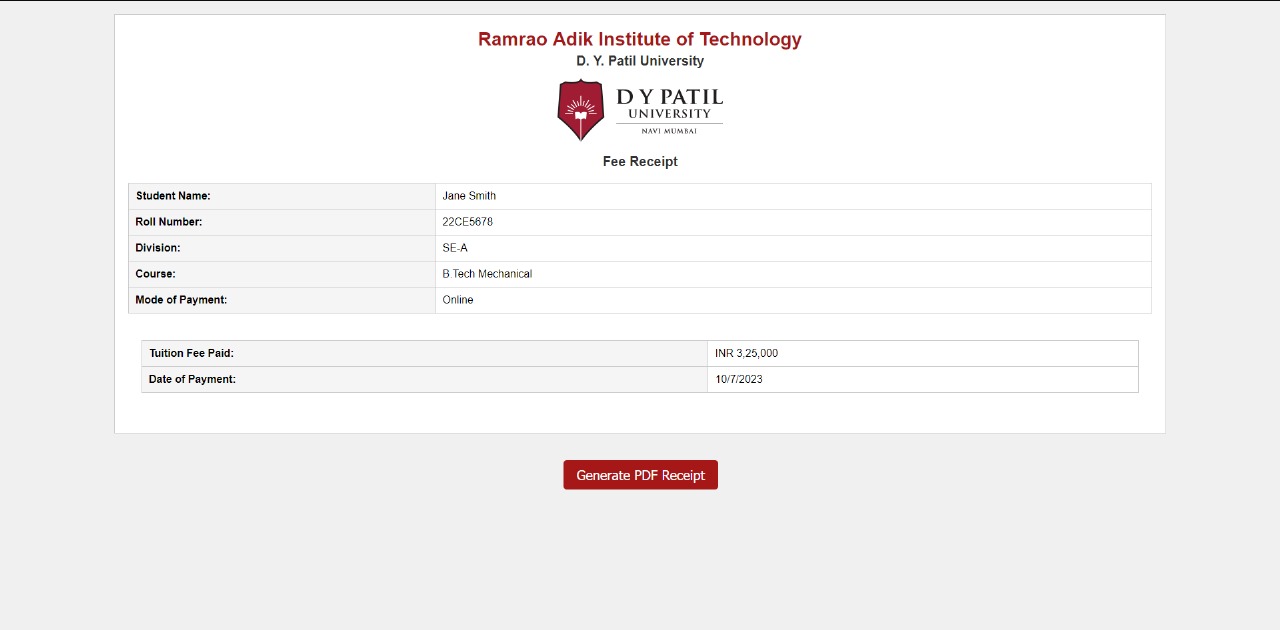 Ramrao Adik Institute of Technology
D. Y. Patil University
D Y PATIL
UNIVERSITY
NAVI MUMBAI
Fee Receipt
Student Name: Jane Smith
Roll Number: 22CE5678
Division: SE-A
Course: B.Tech Mechanical
Mode of Payment: Online
Tuition Fee Paid: INR 3,25,000
Date of Payment: 10/7/2023
Generate PDF Receipt